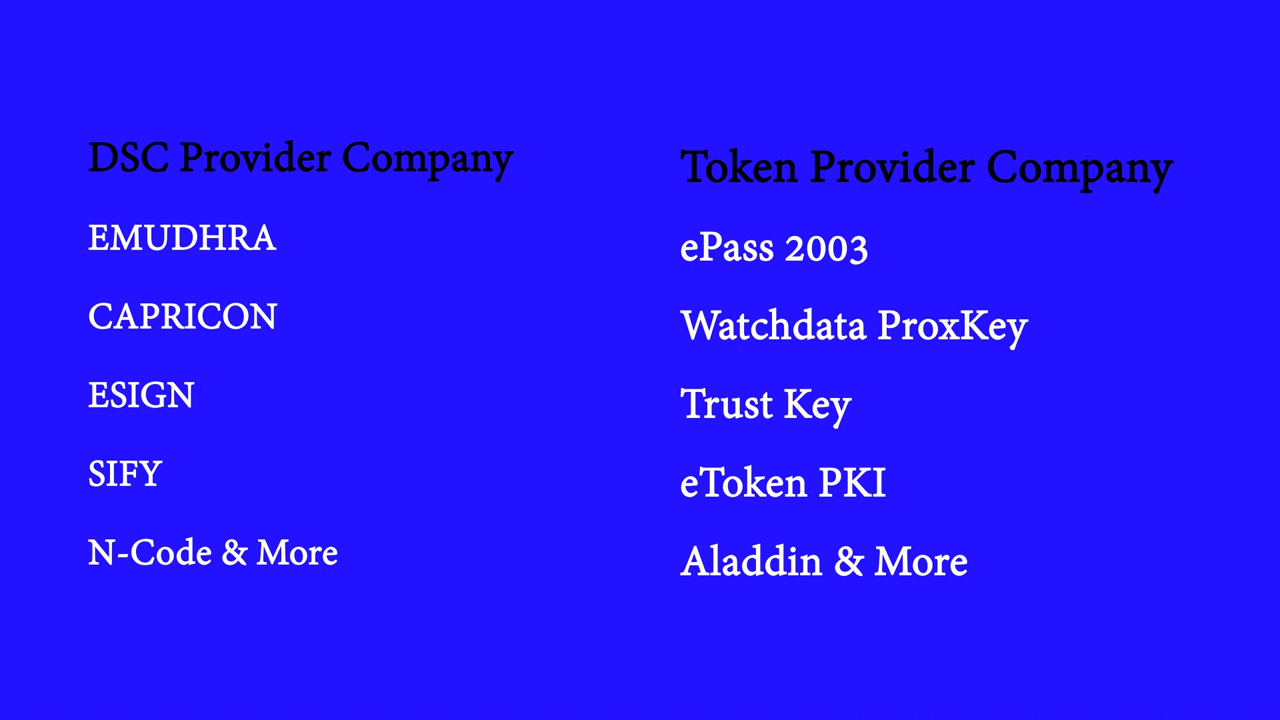 DSC Provider Company
EMUDHRA
CAPRICON
ESIGN
SIFY
N-Code & More
Token Provider Company
ePass 2003
Watchdata ProxKey
Trust Key
eToken PKI
Aladdin & More